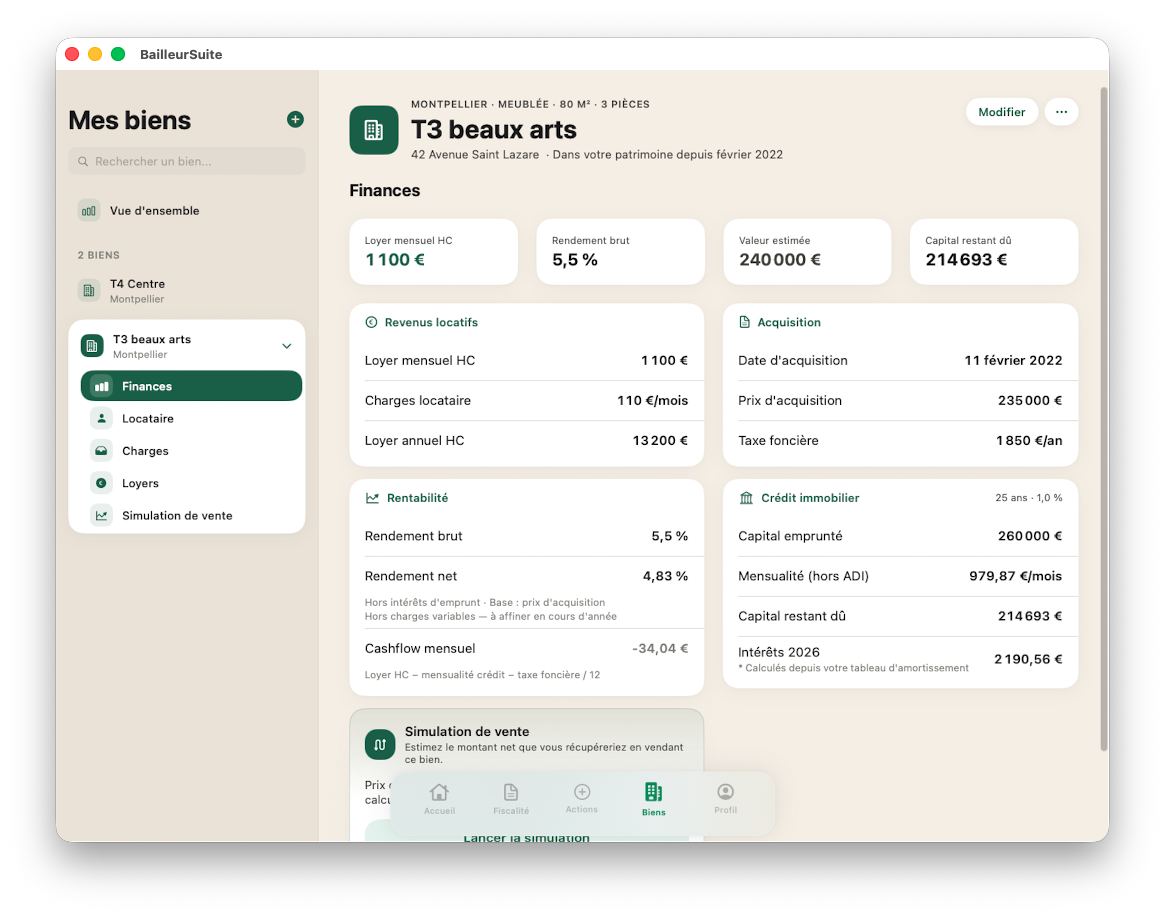 BailleurSuite
Mes biens
Rechercher un bien...
Vue d'ensemble
2 BIENS
T4 Centre
Montpellier
T3 beaux arts
Montpellier
Finances
Locataire
Charges
Loyers
Simulation de vente
MONTPELLIER · MEUBLÉE · 80 M² · 3 PIÈCES
T3 beaux arts
42 Avenue Saint Lazare · Dans votre patrimoine depuis février 2022
Modifier
...
Finances
Loyer mensuel HC
1 100 €
Rendement brut
5,5 %
Valeur estimée
240 000 €
Capital restant dû
214 693 €
Revenus locatifs
Loyer mensuel HC 1 100 €
Charges locataire 110 €/mois
Loyer annuel HC 13 200 €
Acquisition
Date d'acquisition 11 février 2022
Prix d'acquisition 235 000 €
Taxe foncière 1 850 €/an
Rentabilité
Rendement brut 5,5 %
Rendement net 4,83 %
Hors intérêts d'emprunt · Base : prix d'acquisition
Hors charges variables — à affiner en cours d'année
Cashflow mensuel -34,04 €
Loyer HC – mensualité crédit – taxe foncière / 12
Crédit immobilier 25 ans · 1,0 %
Capital emprunté 260 000 €
Mensualité (hors ADI) 979,87 €/mois
Capital restant dû 214 693 €
Intérêts 2026 2 190,56 €
* Calculés depuis votre tableau d'amortissement
Simulation de vente
Estimez le montant net que vous récupéreriez en vendant
ce bien.
Prix
Lancer la simulation
Accueil
Fiscalité
Actions
Biens
Profil